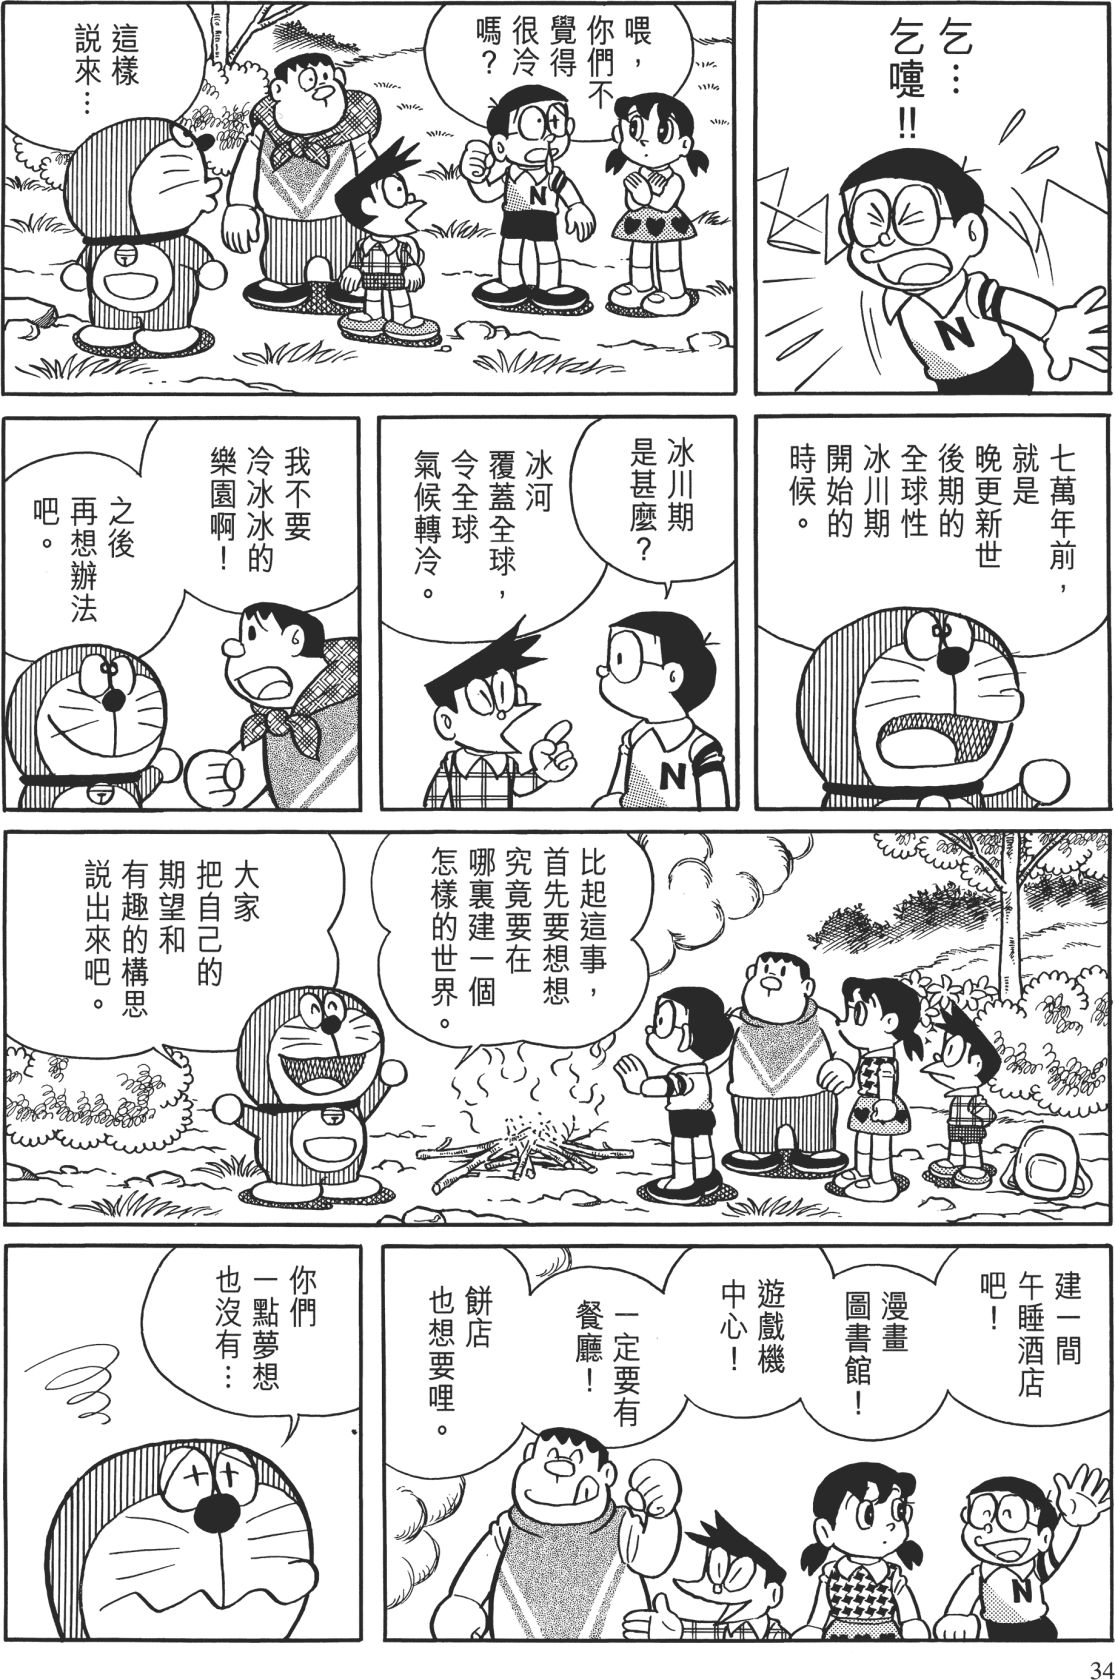 乞…
乞嚏!!
喂，
你們不
覺得
很冷
嗎？
這樣
說來…
七萬年前，
就是
晚更新世
後期的
全球性
冰川期
開始的
時候。
冰川期
是甚麼？
冰河
覆蓋全球，
令全球
氣候轉冷。
我不要
冷冰冰的
樂園啊！
之後
再想辦法
吧。
比起這事，
首先要想想
究竟要在
哪裏建一個
怎樣的世界。
大家
把自己的
期望和
有趣的構思
說出來吧。
建一間
午睡酒店
吧！
漫畫
圖書館！
遊戲機
中心！
一定要有
餐廳！
餅店
也想要哩。
你們
一點夢想
也沒有…
N
N
N
N
34